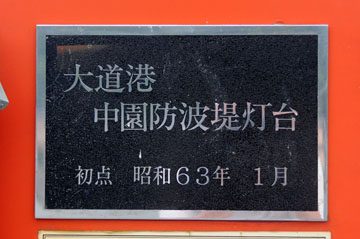 大道港
中園防波堤灯台
初点　昭和６３年　１月